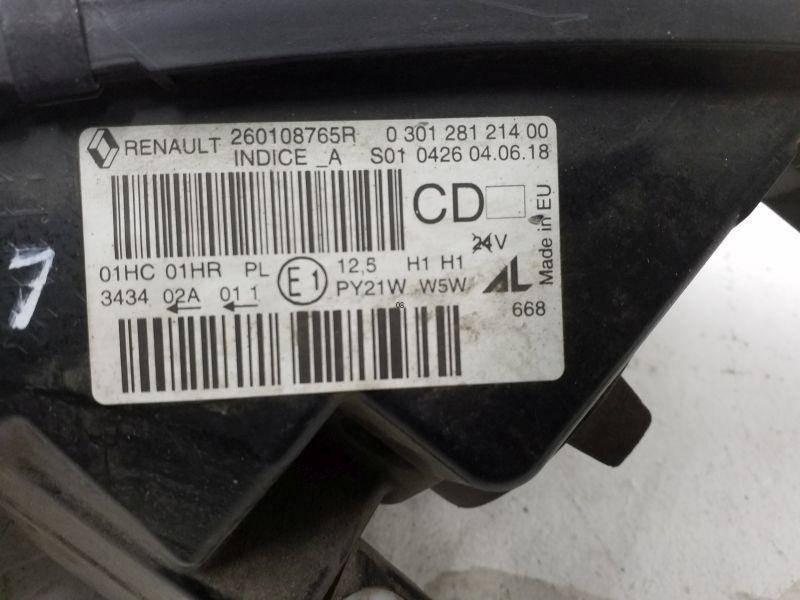 RENAULT 260108765R 0 301 281 214 00
INDICE _A S01 0426 04.06.18
CD
24V
Made in EU
01HC 01HR PL E1 12,5 H1 H1
3434 02A 01 1 PY21W W5W AL
08
668
7